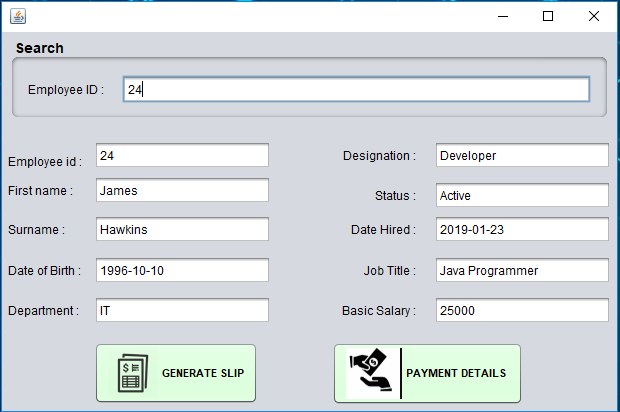 Search
Employee ID : 24
Employee id : 24 Designation : Developer
First name : James Status : Active
Surname : Hawkins Date Hired : 2019-01-23
Date of Birth : 1996-10-10 Job Title : Java Programmer
Department : IT Basic Salary : 25000
GENERATE SLIP PAYMENT DETAILS